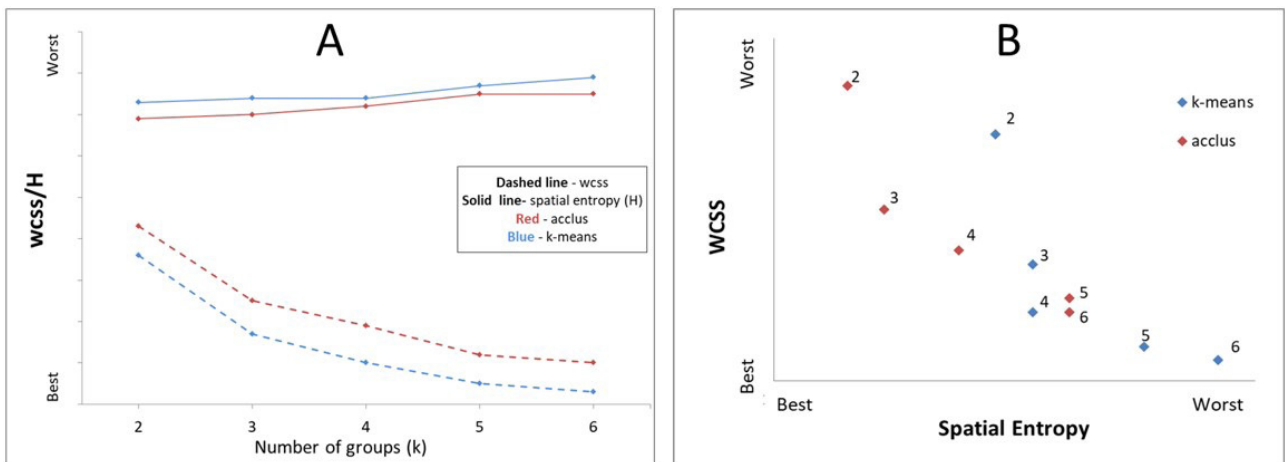 A
Worst
wcss/H
Best
Dashed line - wcss
Solid line- spatial entropy (H)
Red - acclus
Blue - k-means
2 3 4 5 6
Number of groups (k)
B
Worst
WCSS
Best
2
2
k-means
acclus
3
4
3
5
4
6
5
6
Best Worst
Spatial Entropy